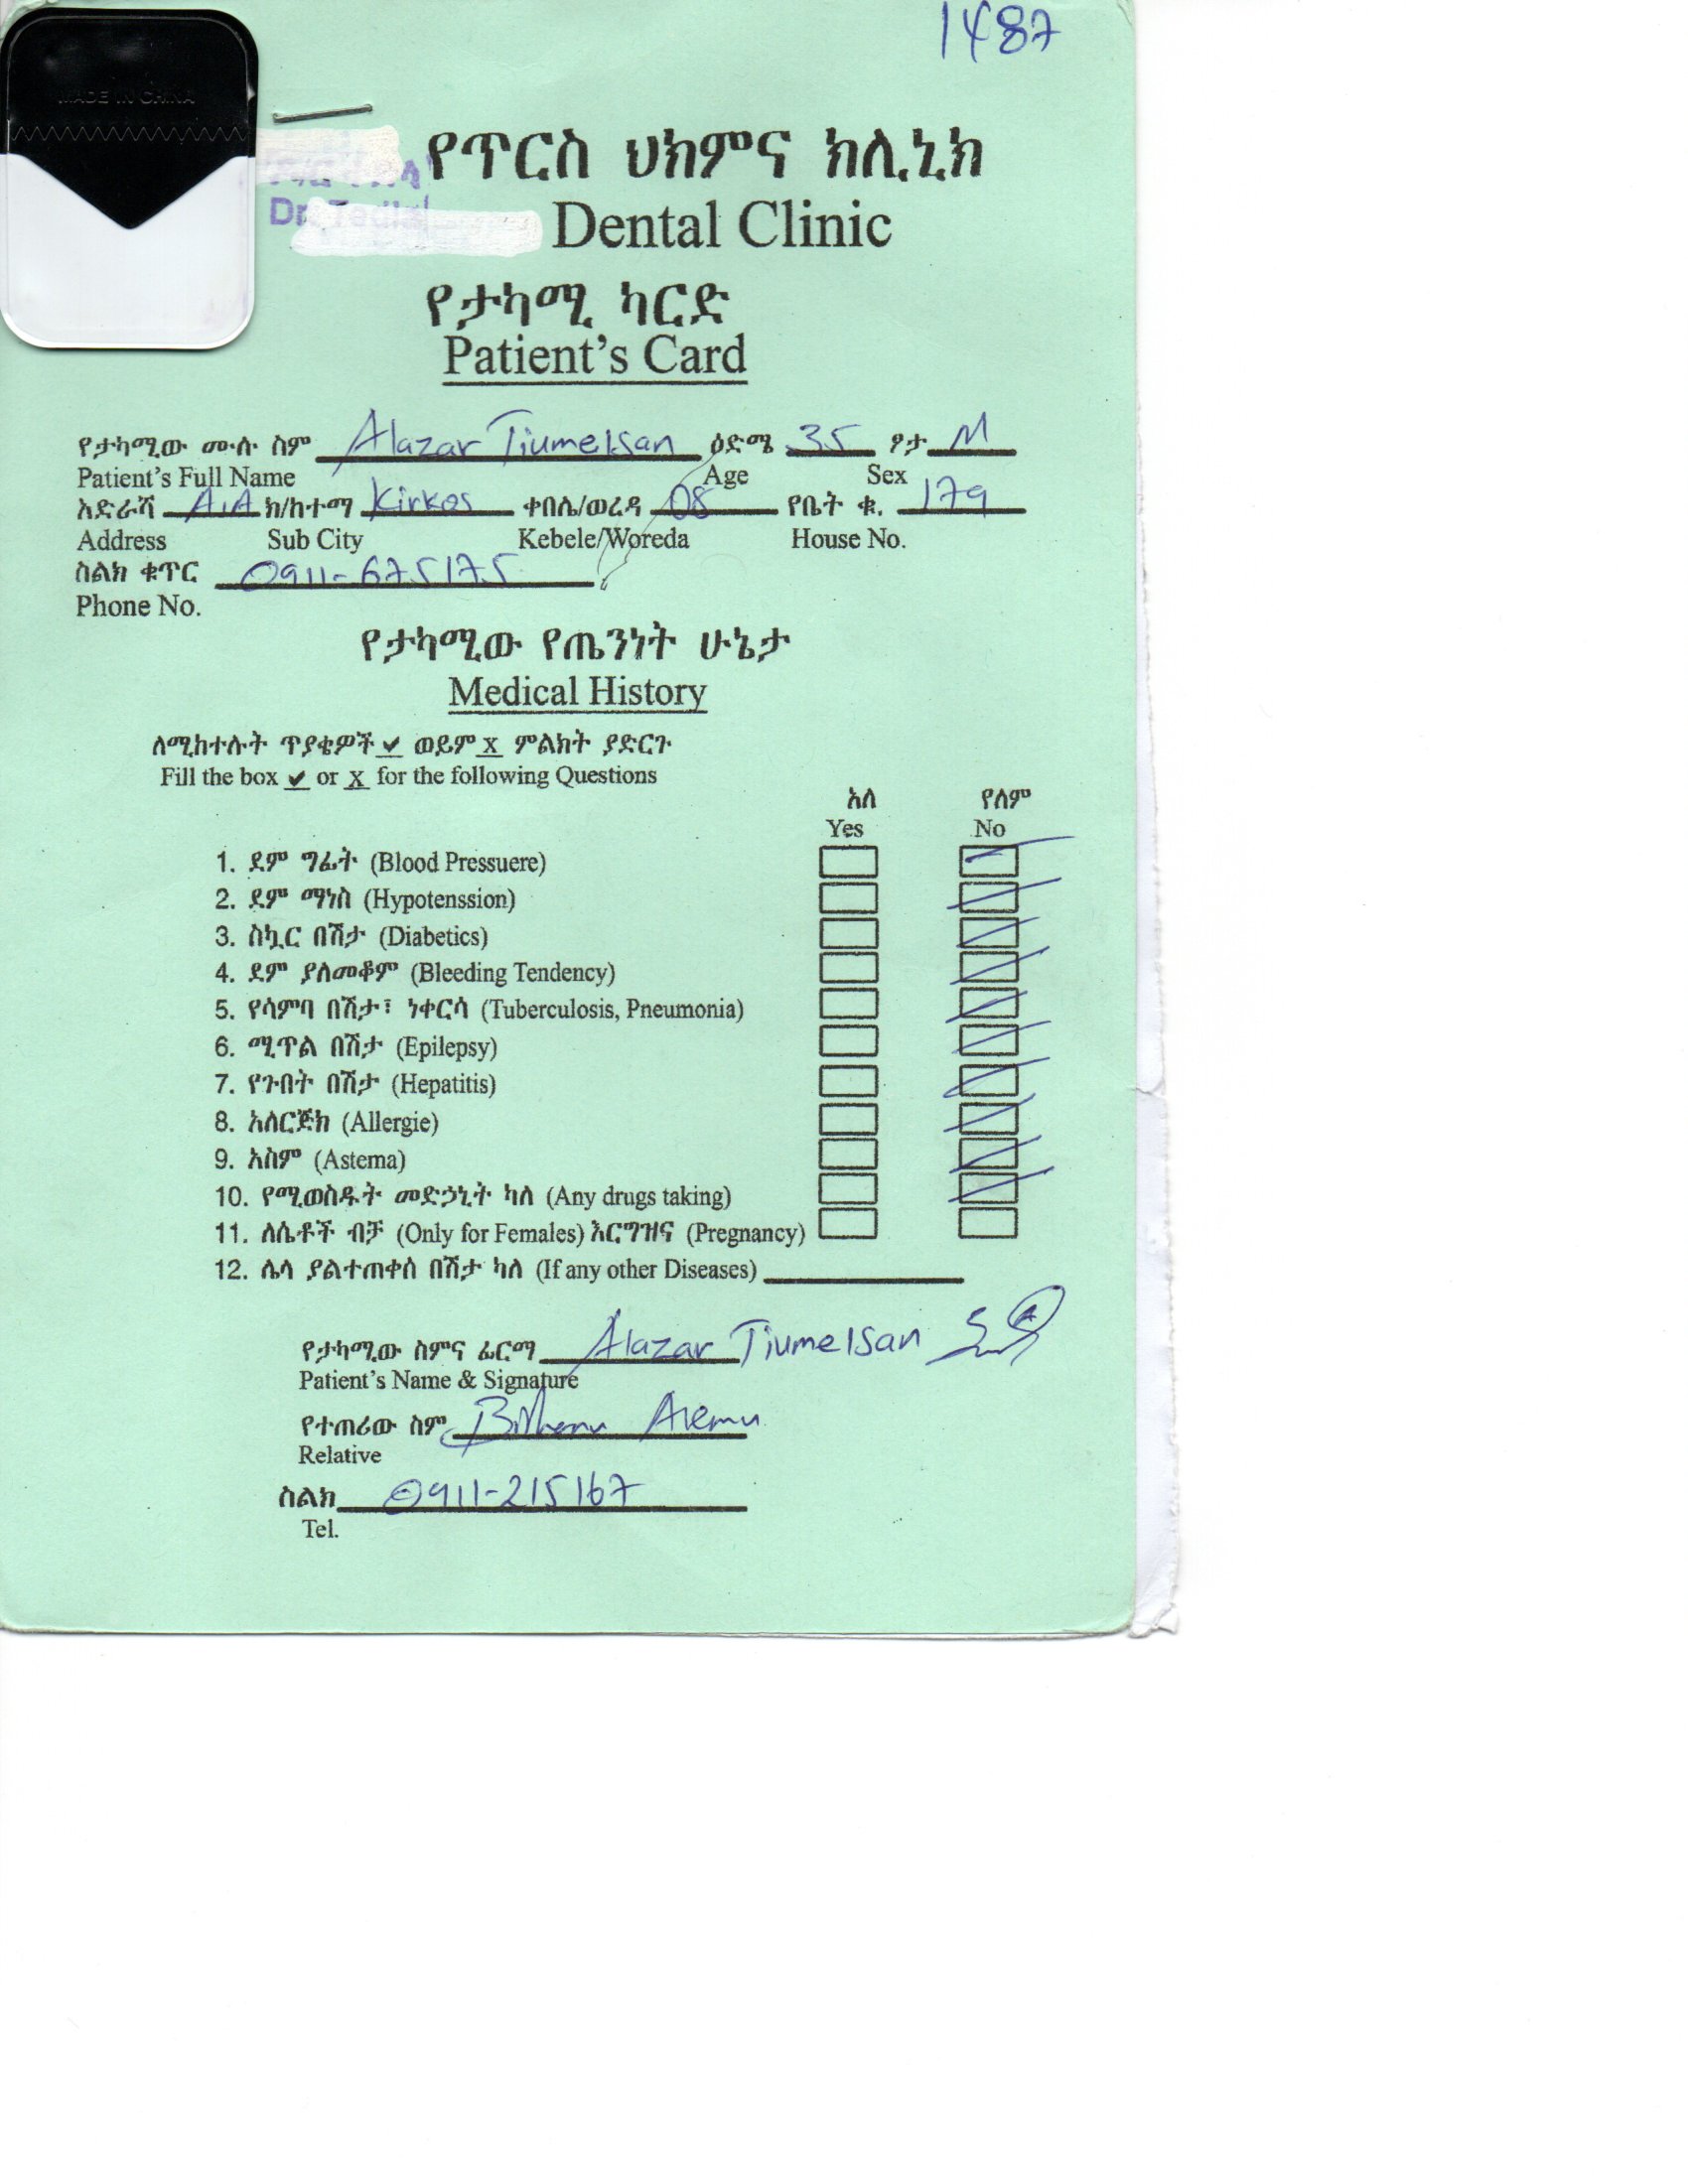 1487
MADE IN CHINA
የጥርስ ህክምና ክሊኒክ
Dr. Tedla Dental Clinic
የታካሚ ካርድ
Patient's Card
የታካሚው ሙሉ ስም Alazar Tiumelsan ዕድሜ 35 ፆታ M
Patient's Full Name Age Sex
አድራሻ A.A ክ/ከተማ Kirkos ቀበሌ/ወረዳ 08 የቤት ቁ. 179
Address Sub City Kebele/Woreda House No.
ስልክ ቁጥር 0911-675175
Phone No.
የታካሚው የጤንነት ሁኔታ
Medical History
ለሚከተሉት ጥያቄዎች ✔ ወይም X ምልክት ያድርጉ
Fill the box ✔ or X for the following Questions
አለ የለም
Yes No
1. ደም ግፊት (Blood Pressuere)
2. ደም ማነስ (Hypotenssion)
3. ስኳር በሽታ (Diabetics)
4. ደም ያለመቆም (Bleeding Tendency)
5. የሳምባ በሽታ፣ ነቀርሳ (Tuberculosis, Pneumonia)
6. ሚጥል በሽታ (Epilepsy)
7. የጉበት በሽታ (Hepatitis)
8. አለርጅክ (Allergie)
9. አስም (Astema)
10. የሚወስዱት መድኃኒት ካለ (Any drugs taking)
11. ለሴቶች ብቻ (Only for Females) እርግዝና (Pregnancy)
12. ሌላ ያልተጠቀሰ በሽታ ካለ (If any other Diseases)
የታካሚው ስምና ፊርማ Alazar Tiumelsan
Patient's Name & Signature
የተጠሪው ስም Alemu
Relative
ስልክ 0911-215167
Tel.